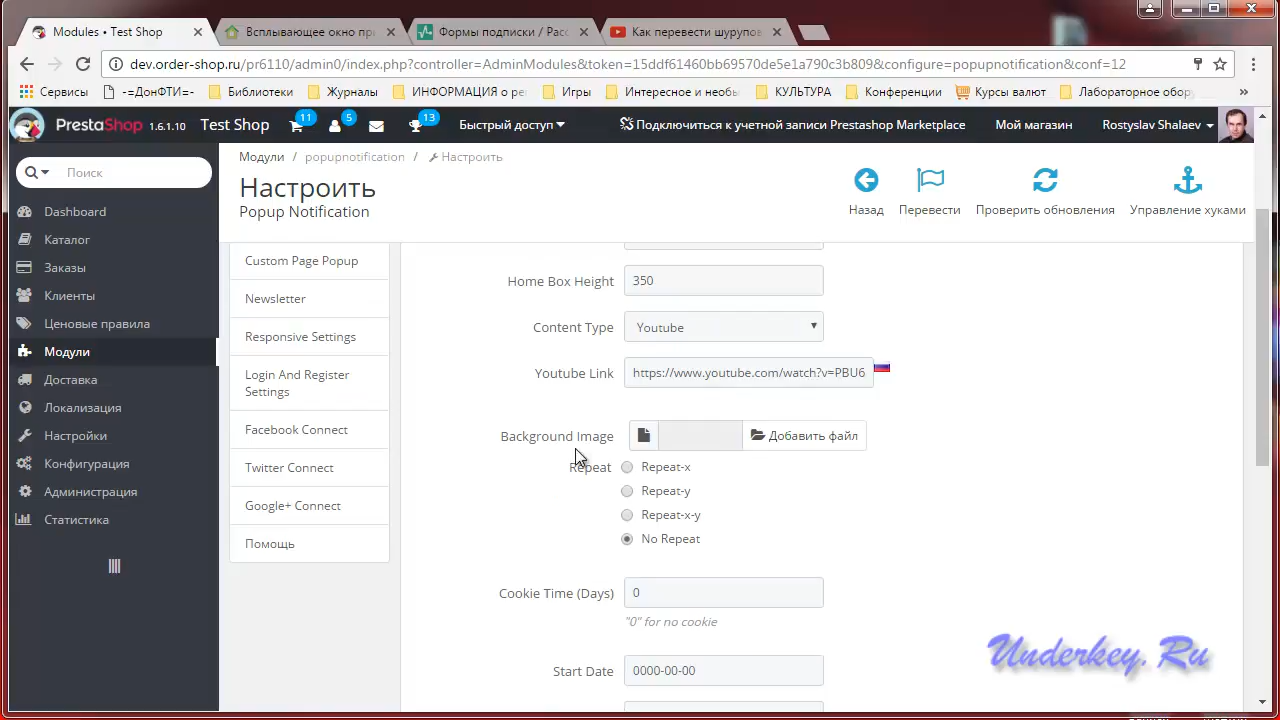 Modules • Test Shop
Всплывающее окно при
Формы подписки / Расс
Как перевести шурупов
dev.order-shop.ru/pr6110/admin0/index.php?controller=AdminModules&token=15ddf61460bb69570de5e1a790c3b809&configure=popupnotification&conf=12
Сервисы
-=ДонФТИ=-
Библиотеки
Журналы
ИНФОРМАЦИЯ о ре
Игры
Интересное и нео
КУЛЬТУРА
Конференции
Курсы валют
Лабораторное обор
PrestaShop 1.6.1.10
Test Shop
11
5
13
Быстрый доступ
Подключиться к учетной записи Prestashop Marketplace
Мой магазин
Rostyslav Shalaev
Поиск
Модули / popupnotification / Настроить
Настроить
Popup Notification
Назад
Перевести
Проверить обновления
Управление хуками
Dashboard
Каталог
Заказы
Клиенты
Ценовые правила
Модули
Доставка
Локализация
Настройки
Конфигурация
Администрация
Статистика
Custom Page Popup
Newsletter
Responsive Settings
Login And Register
Settings
Facebook Connect
Twitter Connect
Google+ Connect
Помощь
Home Box Height
350
Content Type
Youtube
Youtube Link
https://www.youtube.com/watch?v=PBU6
Background Image
Добавить файл
Repeat
Repeat-x
Repeat-y
Repeat-x-y
No Repeat
Cookie Time (Days)
0
"0" for no cookie
Start Date
0000-00-00
Underkey.Ru